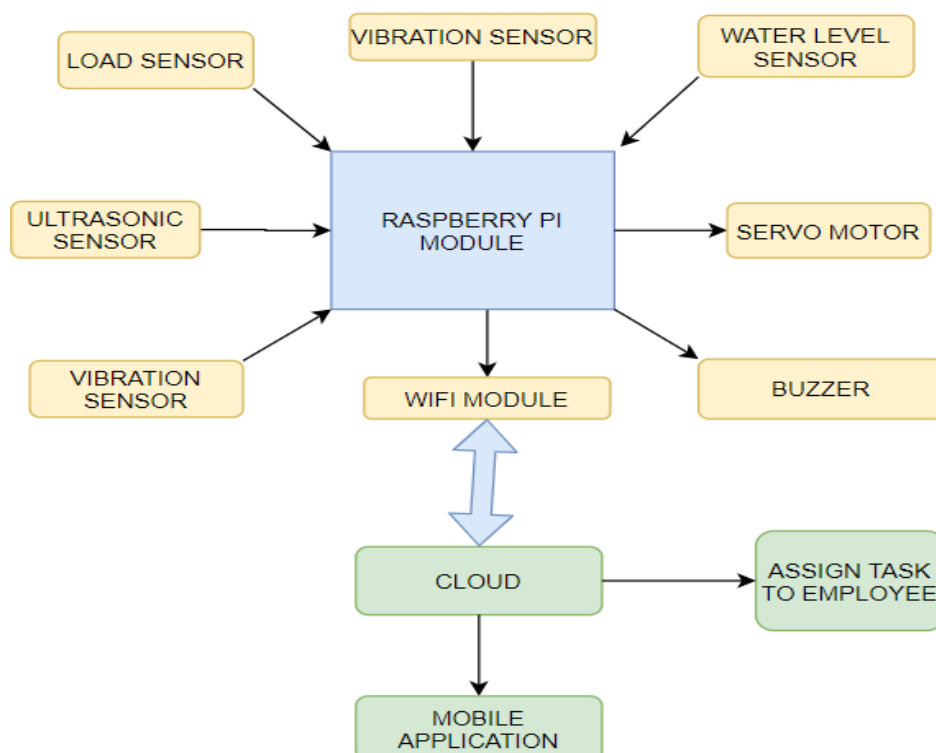 VIBRATION SENSOR
WATER LEVEL
SENSOR
LOAD SENSOR
RASPBERRY PI
MODULE
ULTRASONIC
SENSOR
SERVO MOTOR
VIBRATION
SENSOR
WIFI MODULE
BUZZER
CLOUD
ASSIGN TASK
TO EMPLOYEE
MOBILE
APPLICATION